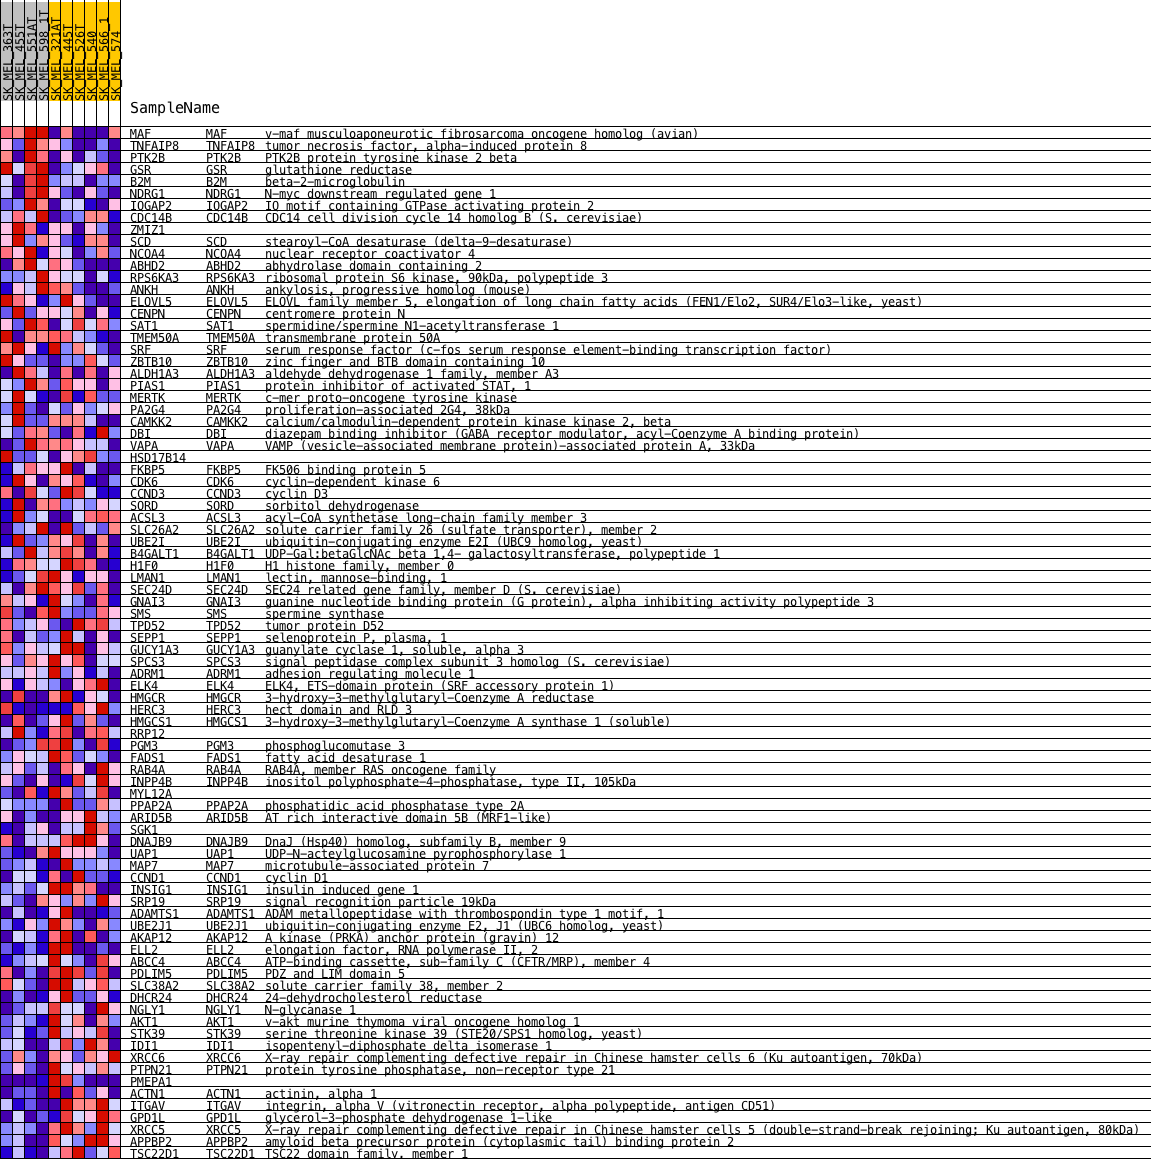 SK_MEL_363T
SK_MEL_455T
SK_MEL_551AT
SK_MEL_598_1T
SK_MEL_321AT
SK_MEL_445T
SK_MEL_526T
SK_MEL_540
SK_MEL_566_1
SK_MEL_574
SampleName
MAF MAF v-maf musculoaponeurotic fibrosarcoma oncogene homolog (avian)
TNFAIP8 TNFAIP8 tumor necrosis factor, alpha-induced protein 8
PTK2B PTK2B PTK2B protein tyrosine kinase 2 beta
GSR GSR glutathione reductase
B2M B2M beta-2-microglobulin
NDRG1 NDRG1 N-myc downstream regulated gene 1
IQGAP2 IQGAP2 IQ motif containing GTPase activating protein 2
CDC14B CDC14B CDC14 cell division cycle 14 homolog B (S. cerevisiae)
ZMIZ1
SCD SCD stearoyl-CoA desaturase (delta-9-desaturase)
NCOA4 NCOA4 nuclear receptor coactivator 4
ABHD2 ABHD2 abhydrolase domain containing 2
RPS6KA3 RPS6KA3 ribosomal protein S6 kinase, 90kDa, polypeptide 3
ANKH ANKH ankylosis, progressive homolog (mouse)
ELOVL5 ELOVL5 ELOVL family member 5, elongation of long chain fatty acids (FEN1/Elo2, SUR4/Elo3-like, yeast)
CENPN CENPN centromere protein N
SAT1 SAT1 spermidine/spermine N1-acetyltransferase 1
TMEM50A TMEM50A transmembrane protein 50A
SRF SRF serum response factor (c-fos serum response element-binding transcription factor)
ZBTB10 ZBTB10 zinc finger and BTB domain containing 10
ALDH1A3 ALDH1A3 aldehyde dehydrogenase 1 family, member A3
PIAS1 PIAS1 protein inhibitor of activated STAT, 1
MERTK MERTK c-mer proto-oncogene tyrosine kinase
PA2G4 PA2G4 proliferation-associated 2G4, 38kDa
CAMKK2 CAMKK2 calcium/calmodulin-dependent protein kinase kinase 2, beta
DBI DBI diazepam binding inhibitor (GABA receptor modulator, acyl-Coenzyme A binding protein)
VAPA VAPA VAMP (vesicle-associated membrane protein)-associated protein A, 33kDa
HSD17B14
FKBP5 FKBP5 FK506 binding protein 5
CDK6 CDK6 cyclin-dependent kinase 6
CCND3 CCND3 cyclin D3
SORD SORD sorbitol dehydrogenase
ACSL3 ACSL3 acyl-CoA synthetase long-chain family member 3
SLC26A2 SLC26A2 solute carrier family 26 (sulfate transporter), member 2
UBE2I UBE2I ubiquitin-conjugating enzyme E2I (UBC9 homolog, yeast)
B4GALT1 B4GALT1 UDP-Gal:betaGlcNAc beta 1,4- galactosyltransferase, polypeptide 1
H1F0 H1F0 H1 histone family, member 0
LMAN1 LMAN1 lectin, mannose-binding, 1
SEC24D SEC24D SEC24 related gene family, member D (S. cerevisiae)
GNAI3 GNAI3 guanine nucleotide binding protein (G protein), alpha inhibiting activity polypeptide 3
SMS SMS spermine synthase
TPD52 TPD52 tumor protein D52
SEPP1 SEPP1 selenoprotein P, plasma, 1
GUCY1A3 GUCY1A3 guanylate cyclase 1, soluble, alpha 3
SPCS3 SPCS3 signal peptidase complex subunit 3 homolog (S. cerevisiae)
ADRM1 ADRM1 adhesion regulating molecule 1
ELK4 ELK4 ELK4, ETS-domain protein (SRF accessory protein 1)
HMGCR HMGCR 3-hydroxy-3-methylglutaryl-Coenzyme A reductase
HERC3 HERC3 hect domain and RLD 3
HMGCS1 HMGCS1 3-hydroxy-3-methylglutaryl-Coenzyme A synthase 1 (soluble)
RRP12
PGM3 PGM3 phosphoglucomutase 3
FADS1 FADS1 fatty acid desaturase 1
RAB4A RAB4A RAB4A, member RAS oncogene family
INPP4B INPP4B inositol polyphosphate-4-phosphatase, type II, 105kDa
MYL12A
PPAP2A PPAP2A phosphatidic acid phosphatase type 2A
ARID5B ARID5B AT rich interactive domain 5B (MRF1-like)
SGK1
DNAJB9 DNAJB9 DnaJ (Hsp40) homolog, subfamily B, member 9
UAP1 UAP1 UDP-N-acteylglucosamine pyrophosphorylase 1
MAP7 MAP7 microtubule-associated protein 7
CCND1 CCND1 cyclin D1
INSIG1 INSIG1 insulin induced gene 1
SRP19 SRP19 signal recognition particle 19kDa
ADAMTS1 ADAMTS1 ADAM metallopeptidase with thrombospondin type 1 motif, 1
UBE2J1 UBE2J1 ubiquitin-conjugating enzyme E2, J1 (UBC6 homolog, yeast)
AKAP12 AKAP12 A kinase (PRKA) anchor protein (gravin) 12
ELL2 ELL2 elongation factor, RNA polymerase II, 2
ABCC4 ABCC4 ATP-binding cassette, sub-family C (CFTR/MRP), member 4
PDLIM5 PDLIM5 PDZ and LIM domain 5
SLC38A2 SLC38A2 solute carrier family 38, member 2
DHCR24 DHCR24 24-dehydrocholesterol reductase
NGLY1 NGLY1 N-glycanase 1
AKT1 AKT1 v-akt murine thymoma viral oncogene homolog 1
STK39 STK39 serine threonine kinase 39 (STE20/SPS1 homolog, yeast)
IDI1 IDI1 isopentenyl-diphosphate delta isomerase 1
XRCC6 XRCC6 X-ray repair complementing defective repair in Chinese hamster cells 6 (Ku autoantigen, 70kDa)
PTPN21 PTPN21 protein tyrosine phosphatase, non-receptor type 21
PMEPA1
ACTN1 ACTN1 actinin, alpha 1
ITGAV ITGAV integrin, alpha V (vitronectin receptor, alpha polypeptide, antigen CD51)
GPD1L GPD1L glycerol-3-phosphate dehydrogenase 1-like
XRCC5 XRCC5 X-ray repair complementing defective repair in Chinese hamster cells 5 (double-strand-break rejoining; Ku autoantigen, 80kDa)
APPBP2 APPBP2 amyloid beta precursor protein (cytoplasmic tail) binding protein 2
TSC22D1 TSC22D1 TSC22 domain family, member 1